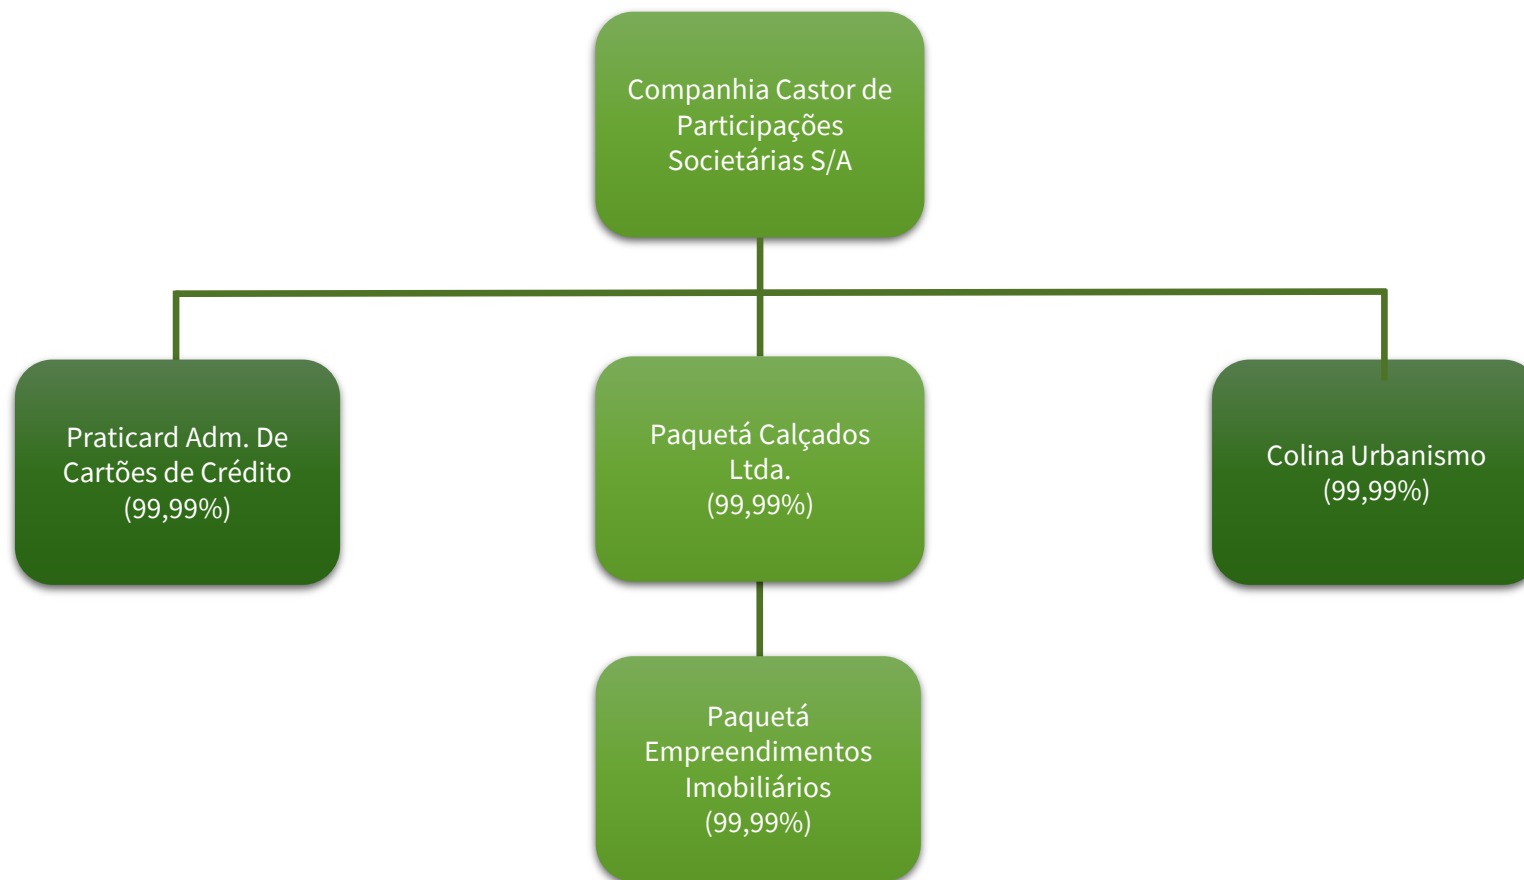 Companhia Castor de
Participações
Societárias S/A
Praticard Adm. De
Cartões de Crédito
(99,99%)
Paquetá Calçados
Ltda.
(99,99%)
Colina Urbanismo
(99,99%)
Paquetá
Empreendimentos
Imobiliários
(99,99%)